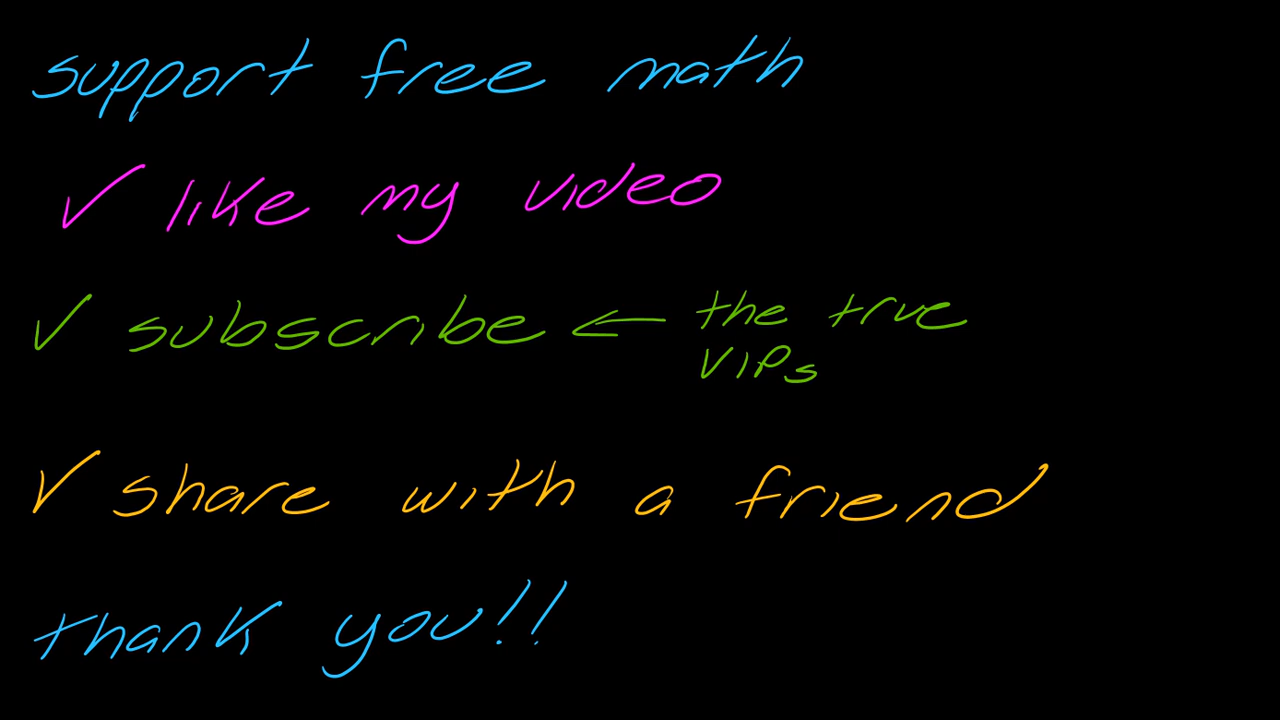 support free math
✓ like my video
✓ subscribe ← the true
VIPs
✓ share with a friend
thank you!!